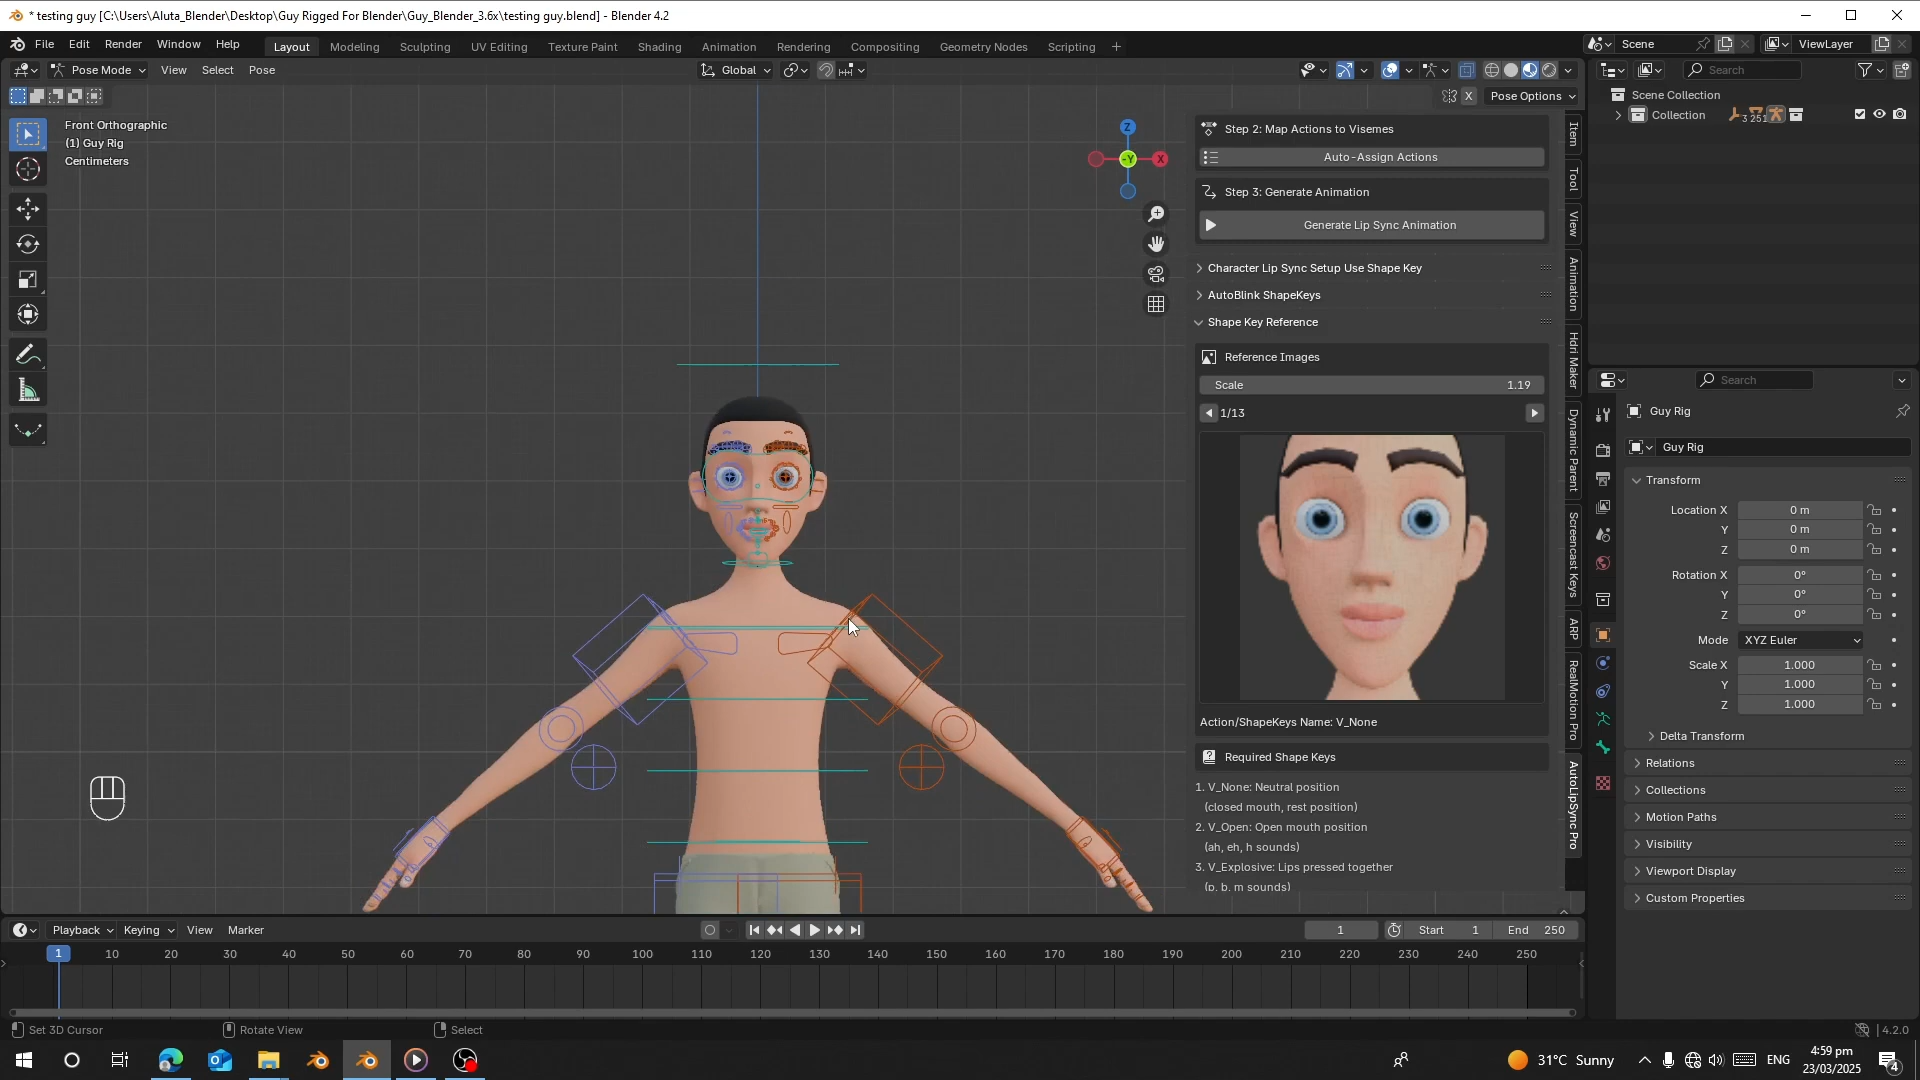 * testing guy [C:\Users\Aluta_Blender\Desktop\Guy Rigged For Blender\Guy_Blender_3.6x\testing guy.blend] - Blender 4.2
File Edit Render Window Help Layout Modeling Sculpting UV Editing Texture Paint Shading Animation Rendering Compositing Geometry Nodes Scripting + Scene ViewLayer
Pose Mode View Select Pose Global Search
X Pose Options
Scene Collection
Collection 3 251
Front Orthographic
(1) Guy Rig
Centimeters
Z
-Y
X
Step 2: Map Actions to Visemes
Auto-Assign Actions
Step 3: Generate Animation
Generate Lip Sync Animation
Character Lip Sync Setup Use Shape Key
AutoBlink ShapeKeys
Shape Key Reference
Reference Images
Scale 1.19
1/13
Action/ShapeKeys Name: V_None
Required Shape Keys
1. V_None: Neutral position
(closed mouth, rest position)
2. V_Open: Open mouth position
(ah, eh, h sounds)
3. V_Explosive: Lips pressed together
(p, b, m sounds)
Item
Tool
View
Animation
Hdri Maker
Dynamic Parent
Screencast Keys
ARP
RealMotion Pro
AutoLipSync Pro
Search
Guy Rig
Guy Rig
Transform
Location X 0 m
Y 0 m
Z 0 m
Rotation X 0°
Y 0°
Z 0°
Mode XYZ Euler
Scale X 1.000
Y 1.000
Z 1.000
Delta Transform
Relations
Collections
Motion Paths
Visibility
Viewport Display
Custom Properties
Playback Keying View Marker 1 Start 1 End 250
1 10 20 30 40 50 60 70 80 90 100 110 120 130 140 150 160 170 180 190 200 210 220 230 240 250
Set 3D Cursor Rotate View Select 4.2.0
31°C Sunny ENG 4:59 pm
23/03/2025
4